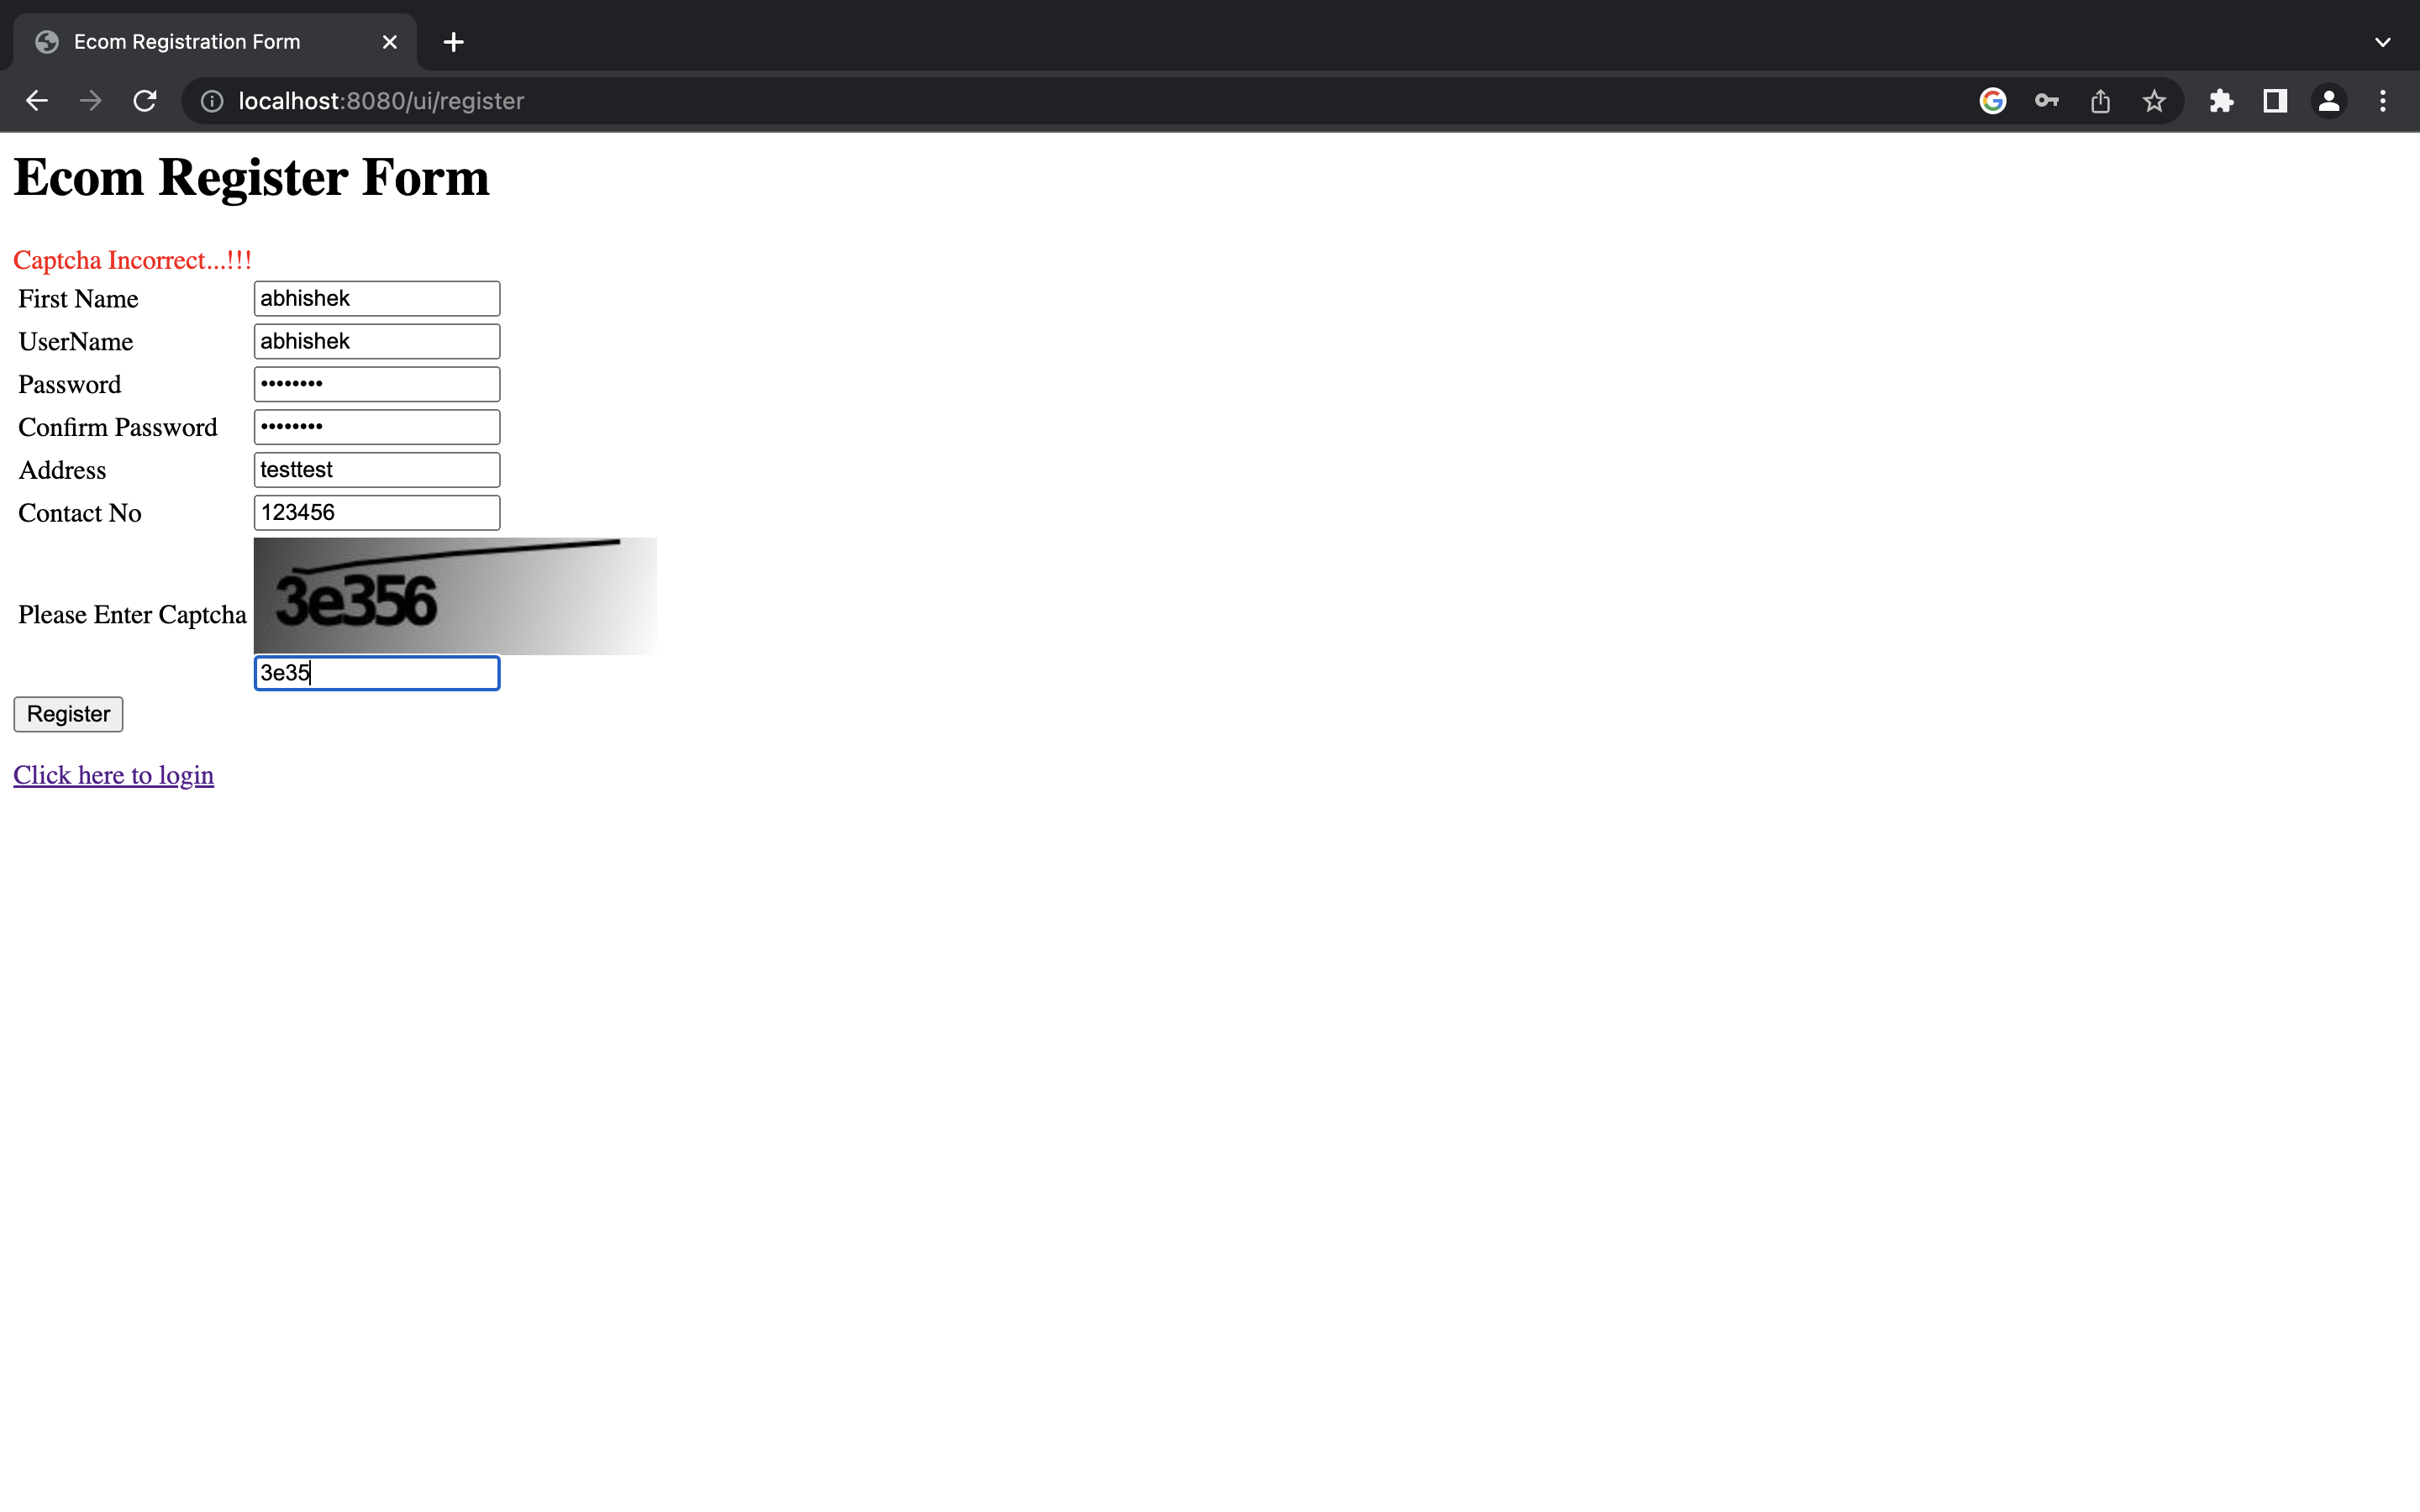 Ecom Registration Form
localhost:8080/ui/register
Ecom Register Form
Captcha Incorrect...!!!
First Name abhishek
UserName abhishek
Password ••••••••
Confirm Password ••••••••
Address testtest
Contact No 123456
3e356
Please Enter Captcha
3e35
Register
Click here to login